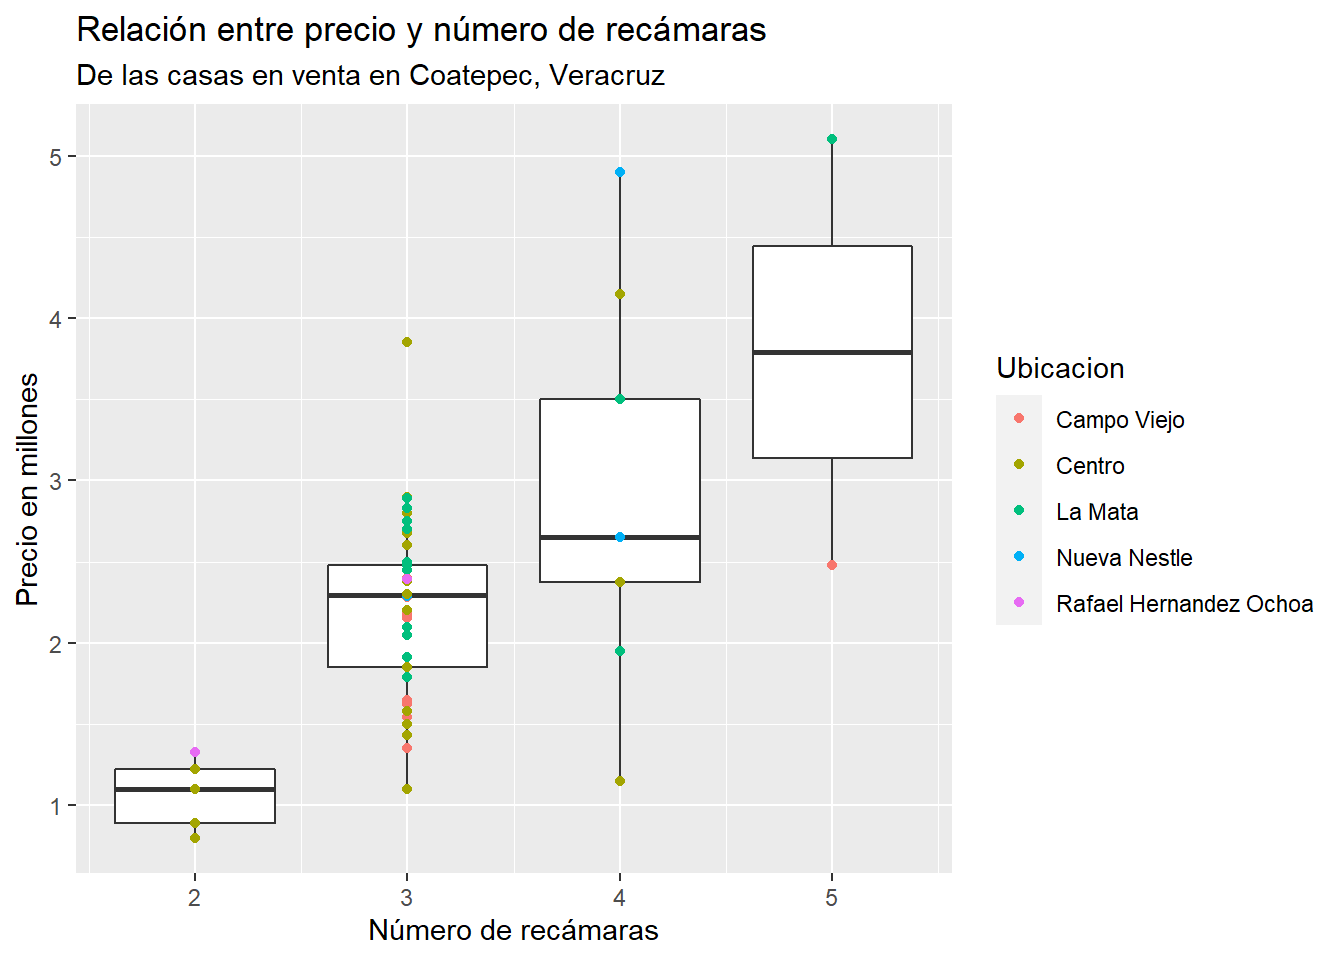 Relación entre precio y número de recámaras
De las casas en venta en Coatepec, Veracruz
5
4
3
2
1
Precio en millones
2 3 4 5
Número de recámaras
Ubicacion
Campo Viejo
Centro
La Mata
Nueva Nestle
Rafael Hernandez Ochoa